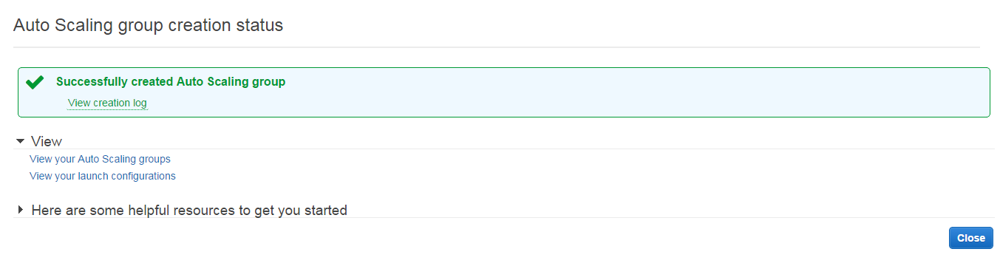 Auto Scaling group creation status
Successfully created Auto Scaling group
View creation log
View
View your Auto Scaling groups
View your launch configurations
Here are some helpful resources to get you started
Close